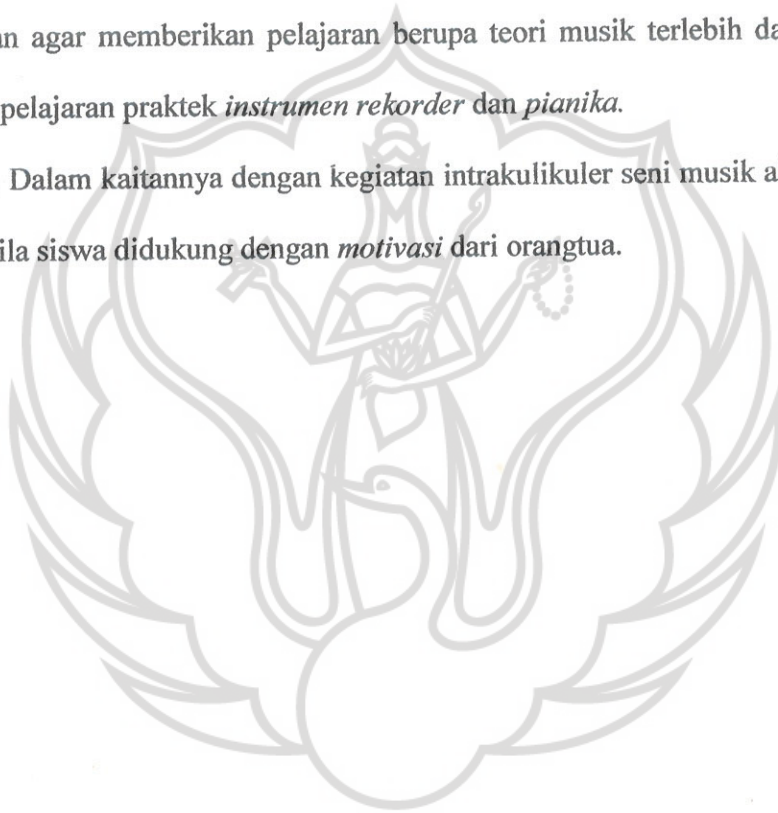 n agar memberikan pelajaran berupa teori musik terlebih da
pelajaran praktek instrumen rekorder dan pianika.
Dalam kaitannya dengan kegiatan intrakulikuler seni musik a
ila siswa didukung dengan motivasi dari orangtua.